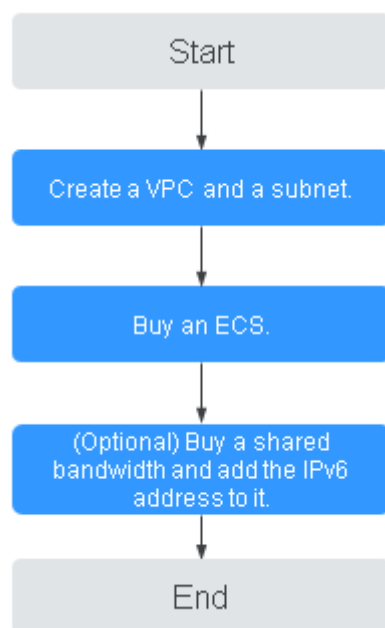 Start
Create a VPC and a subnet.
Buy an ECS.
(Optional) Buy a shared
bandwidth and add the IPv6
address to it.
End